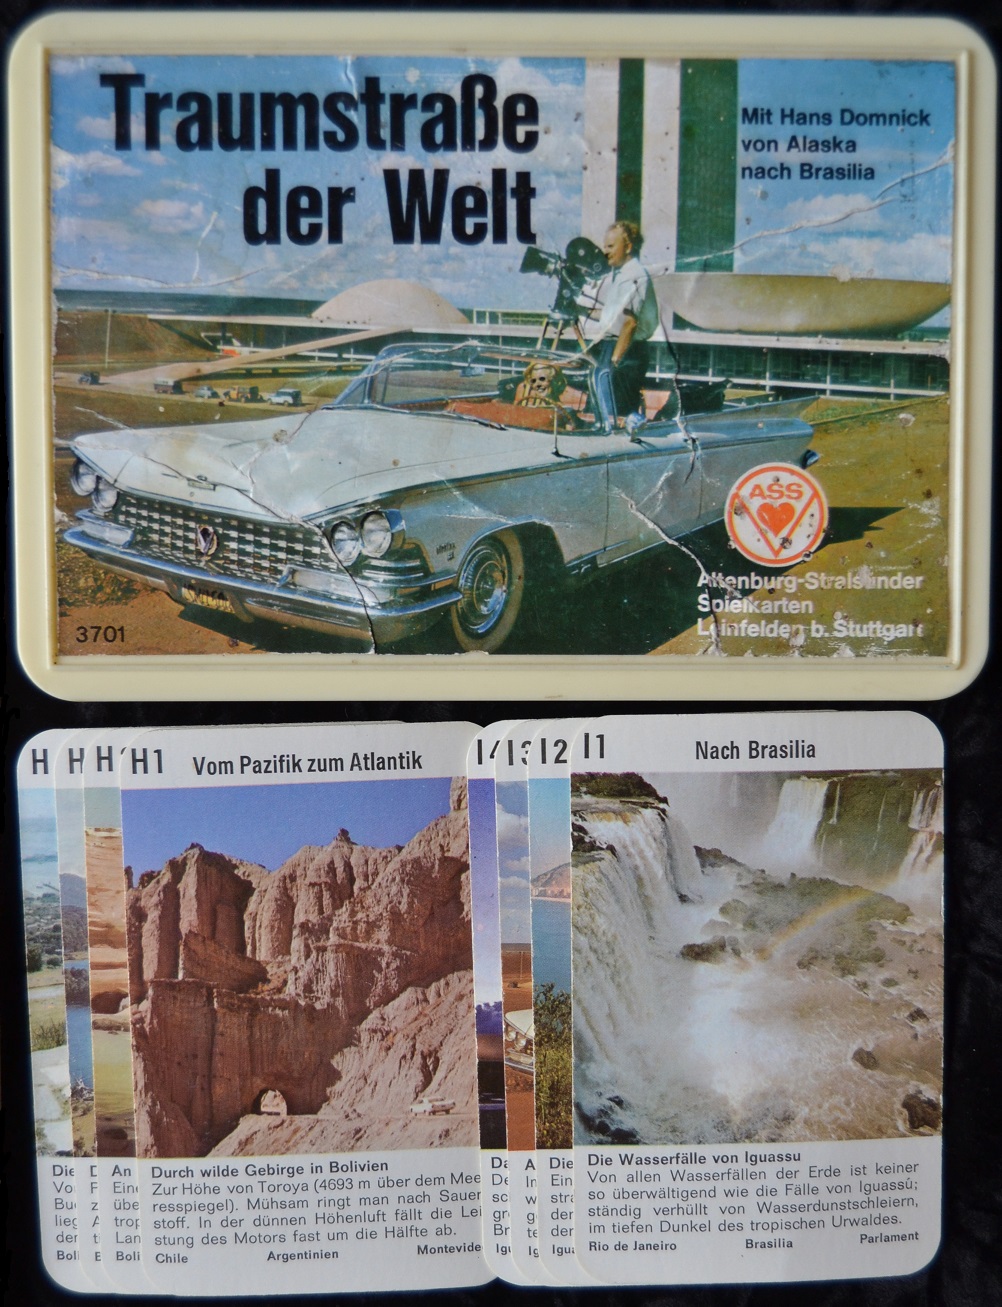 Traumstraße
der Welt
Mit Hans Domnick
von Alaska
nach Brasilia
ASS
Altenburg-Stralsunder
Spielkarten
Leinfelden b. Stuttgart
3701
H
H
H
H1 Vom Pazifik zum Atlantik
I4
I3
I2
I1 Nach Brasilia
Durch wilde Gebirge in Bolivien
Zur Höhe von Toroya (4693 m über dem Mee
resspiegel). Mühsam ringt man nach Sauer
stoff. In der dünnen Höhenluft fällt die Lei
stung des Motors fast um die Hälfte ab.
Chile Argentinien Montevide
Die Wasserfälle von Iguassu
Von allen Wasserfällen der Erde ist keiner
so überwältigend wie die Fälle von Iguasśu,
ständig verhüllt von Wasserdunstschleiern,
im tiefen Dunkel des tropischen Urwaldes.
Rio de Janeiro Brasilia Parlament